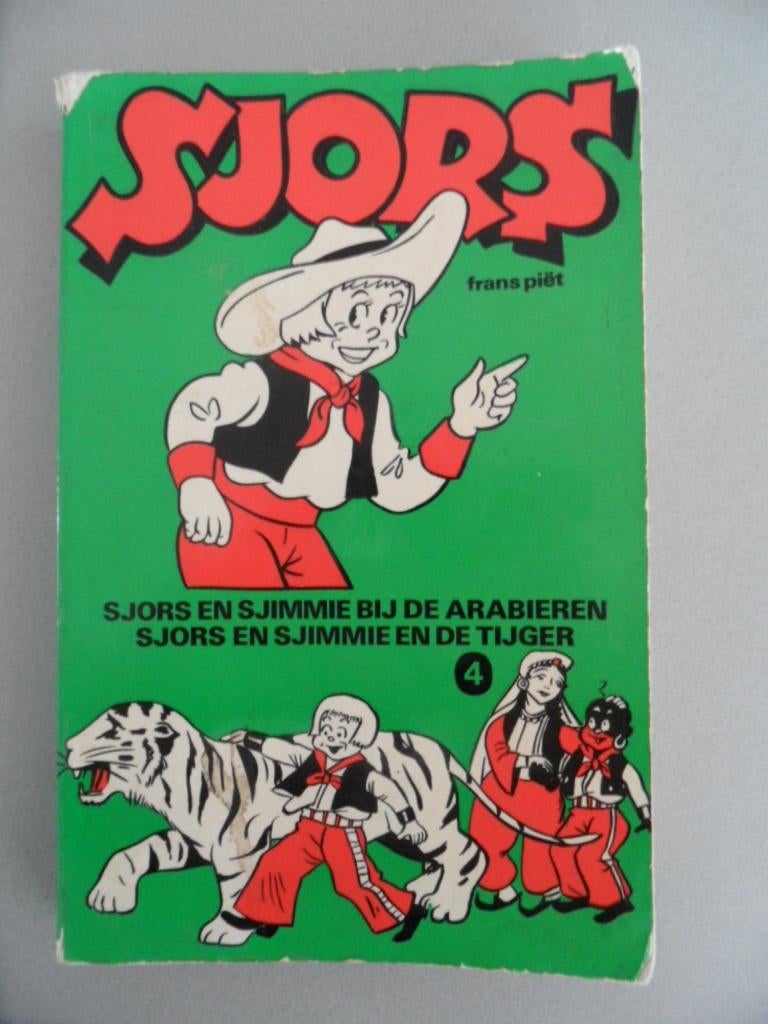 SJORS
frans piët
SJORS EN SJIMMIE BIJ DE ARABIEREN
SJORS EN SJIMMIE EN DE TIJGER
4